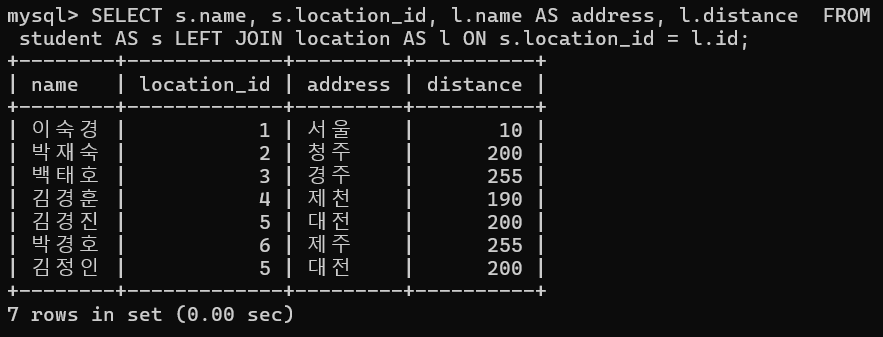 mysql> SELECT s.name, s.location_id, l.name AS address, l.distance  FROM
 student AS s LEFT JOIN location AS l ON s.location_id = l.id;
+--------+-------------+---------+----------+
| name   | location_id | address | distance |
+--------+-------------+---------+----------+
| 이숙경 |           1 | 서울    |       10 |
| 박재숙 |           2 | 청주    |      200 |
| 백태호 |           3 | 경주    |      255 |
| 김경훈 |           4 | 제천    |      190 |
| 김경진 |           5 | 대전    |      200 |
| 박경호 |           6 | 제주    |      255 |
| 김정인 |           5 | 대전    |      200 |
+--------+-------------+---------+----------+
7 rows in set (0.00 sec)